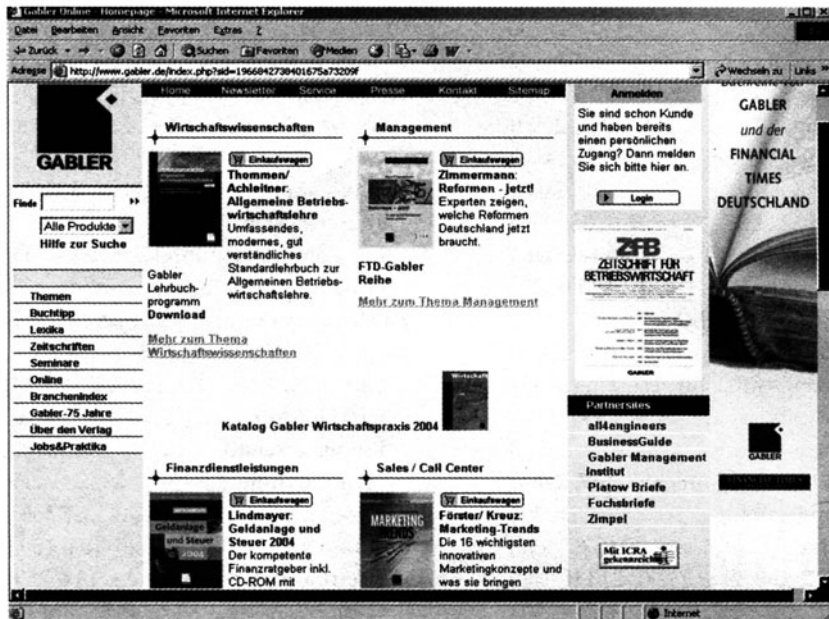 Gabler Online - Homepage - Microsoft Internet Explorer
Datei Bearbeiten Ansicht Favoriten Extras ?
Zurück Suchen Favoriten Medien
Adresse http://www.gabler.de/index.php?sid=1966842738401675a73209f Wechseln zu Links
Home Newsletter Service Presse Kontakt Sitemap
GABLER
Finde
Alle Produkte
Hilfe zur Suche
Themen
Buchtipp
Lexika
Zeitschriften
Seminare
Online
Branchenindex
Gabler-75 Jahre
Über den Verlag
Jobs&Praktika
Wirtschaftswissenschaften
Einkaufswagen
Thommen/
Achleitner:
Allgemeine Betriebs-
wirtschaftslehre
Umfassendes,
modernes, gut
verständliches
Standardlehrbuch zur
Allgemeinen Betriebs-
wirtschaftslehre.
Gabler
Lehrbuch-
programm
Download
Mehr zum Thema
Wirtschaftswissenschaften
Management
Einkaufswagen
Zimmermann:
Reformen - jetzt!
Experten zeigen,
welche Reformen
Deutschland jetzt
braucht.
FTD-Gabler
Reihe
Mehr zum Thema Management
Katalog Gabler Wirtschaftspraxis 2004
Finanzdienstleistungen
Einkaufswagen
Geldanlage
und Steuer
2004
Lindmayer:
Geldanlage und
Steuer 2004
Der kompetente
Finanzratgeber inkl.
CD-ROM mit
Sales / Call Center
Einkaufswagen
MARKETING
TRENDS
Förster/ Kreuz:
Marketing-Trends
Die 16 wichtigsten
innovativen
Marketingkonzepte und
was sie bringen
Anmelden
Sie sind schon Kunde
und haben bereits
einen persönlichen
Zugang? Dann melden
Sie sich bitte hier an.
Login
ZfB
ZEITSCHRIFT FÜR
BETRIEBSWIRTSCHAFT
GABLER
Partnersites
all4engineers
BusinessGuide
Gabler Management
Institut
Platow Briefe
Fuchsbriefe
Zimpel
Mit ICRA
gekennzeichnet
GABLER
und der
FINANCIAL
TIMES
DEUTSCHLAND
GABLER
FINANCIAL TIMES
Internet